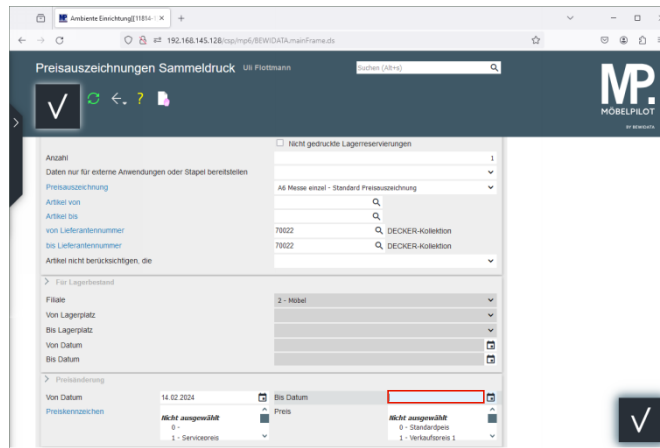 Ambiente Einrichtung[[11814-
192.168.145.128/csp/mp6/BEWIDATA.mainFrame.cls
Preisauszeichnungen Sammeldruck Uli Flottmann
Suchen (Alt+s)
MP.
MÖBELPILOT
BY BEWIDATA
Nicht gedruckte Lagerreservierungen
Anzahl 1
Daten nur für externe Anwendungen oder Stapel bereitstellen
Preisauszeichnung A6 Messe einzel - Standard Preisauszeichnung
Artikel von
Artikel bis
von Lieferantennummer 70022 DECKER-Kollektion
bis Lieferantennummer 70022 DECKER-Kollektion
Artikel nicht berücksichtigen, die
Für Lagerbestand
Filiale 2 - Möbel
Von Lagerplatz
Bis Lagerplatz
Von Datum
Bis Datum
Preisänderung
Von Datum 14.02.2024 Bis Datum
Preiskennzeichen Nicht ausgewählt Preis Nicht ausgewählt
0 - 0 - Standardpeis
1 - Servicepreis 1 - Verkaufspreis 1